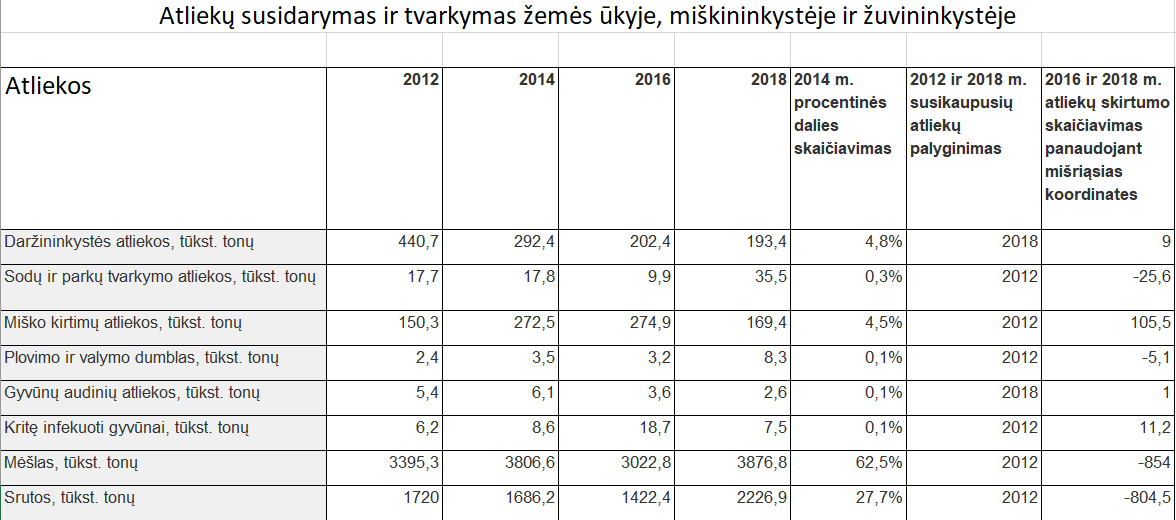 Atliekų susidarymas ir tvarkymas žemės ūkyje, miškininkystėje ir žuvininkystėje
Atliekos 2012 2014 2016 2018 2014 m. procentinės dalies skaičiavimas 2012 ir 2018 m. susikaupusių atliekų palyginimas 2016 ir 2018 m. atliekų skirtumo skaičiavimas panaudojant mišriąsias koordinates
Daržininkystės atliekos, tūkst. tonų 440,7 292,4 202,4 193,4 4,8% 2018 9
Sodų ir parkų tvarkymo atliekos, tūkst. tonų 17,7 17,8 9,9 35,5 0,3% 2012 -25,6
Miško kirtimų atliekos, tūkst. tonų 150,3 272,5 274,9 169,4 4,5% 2012 105,5
Plovimo ir valymo dumblas, tūkst. tonų 2,4 3,5 3,2 8,3 0,1% 2012 -5,1
Gyvūnų audinių atliekos, tūkst. tonų 5,4 6,1 3,6 2,6 0,1% 2018 1
Kritę infekuoti gyvūnai, tūkst. tonų 6,2 8,6 18,7 7,5 0,1% 2012 11,2
Mėšlas, tūkst. tonų 3395,3 3806,6 3022,8 3876,8 62,5% 2012 -854
Srutos, tūkst. tonų 1720 1686,2 1422,4 2226,9 27,7% 2012 -804,5